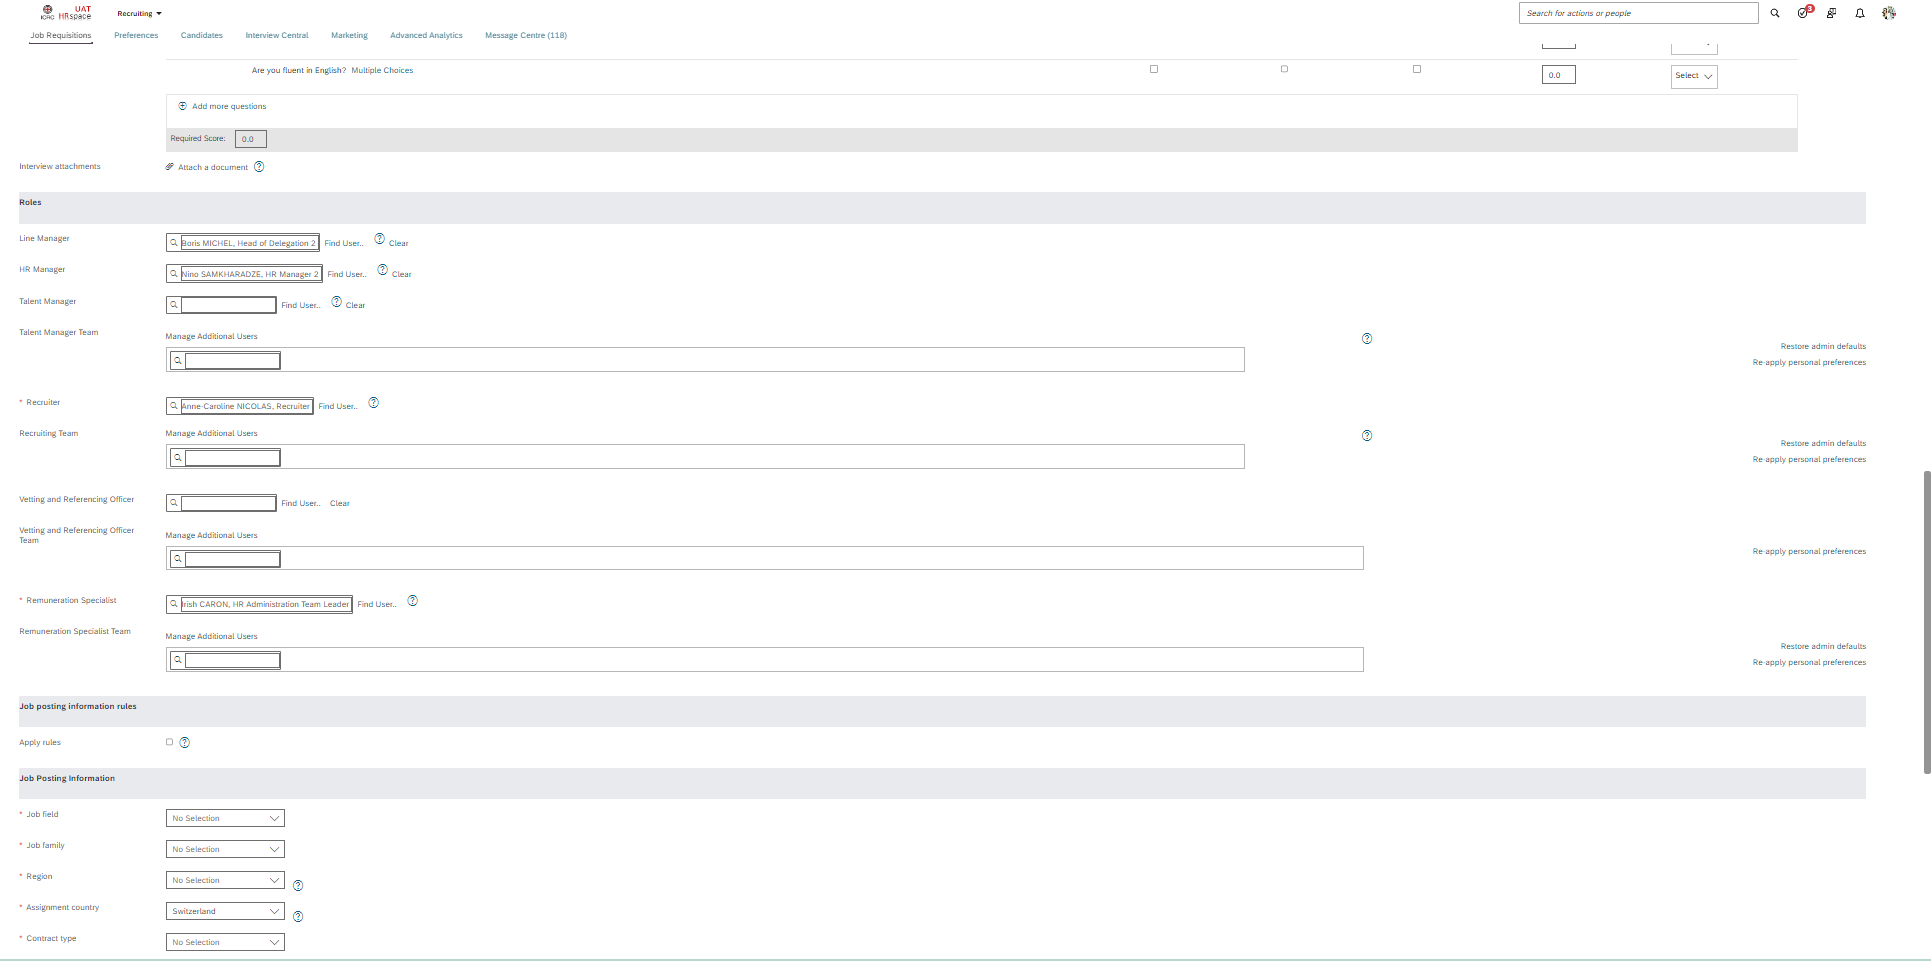 ICRC UAT HRspace Recruiting Search for actions or people 3
Job Requisitions Preferences Candidates Interview Central Marketing Advanced Analytics Message Centre (118)
Are you fluent in English? Multiple Choices 0.0 Select
Add more questions
Required Score: 0.0
Interview attachments Attach a document ?
Roles
Line Manager Boris MICHEL, Head of Delegation 2 Find User.. ? Clear
HR Manager Nino SAMKHARADZE, HR Manager 2 Find User.. ? Clear
Talent Manager Find User.. ? Clear
Talent Manager Team Manage Additional Users ?
Restore admin defaults
Re-apply personal preferences
* Recruiter Anne-Caroline NICOLAS, Recruiter Find User.. ?
Recruiting Team Manage Additional Users ?
Restore admin defaults
Re-apply personal preferences
Vetting and Referencing Officer Find User.. Clear
Vetting and Referencing Officer
Team
Manage Additional Users
Re-apply personal preferences
* Remuneration Specialist Irish CARON, HR Administration Team Leader Find User.. ?
Remuneration Specialist Team Manage Additional Users
Restore admin defaults
Re-apply personal preferences
Job posting information rules
Apply rules ?
Job Posting Information
* Job field No Selection
* Job family No Selection
* Region No Selection ?
* Assignment country Switzerland ?
* Contract type No Selection